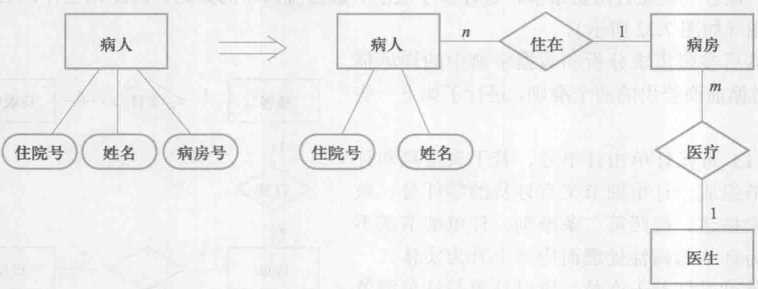 病人
住院号 姓名 病房号
病人 n 住在 1 病房
住院号 姓名
m
医疗
1
医生